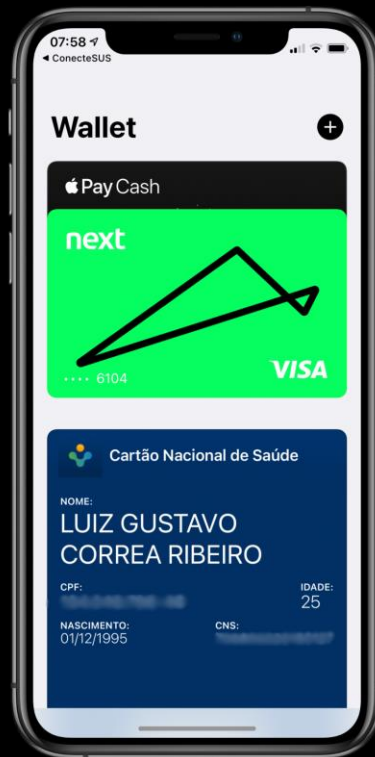 07:58
ConecteSUS
Wallet
Pay Cash
next
.... 6104
VISA
Cartão Nacional de Saúde
NOME:
LUIZ GUSTAVO
CORREA RIBEIRO
CPF:
IDADE:
25
NASCIMENTO:
01/12/1995
CNS: